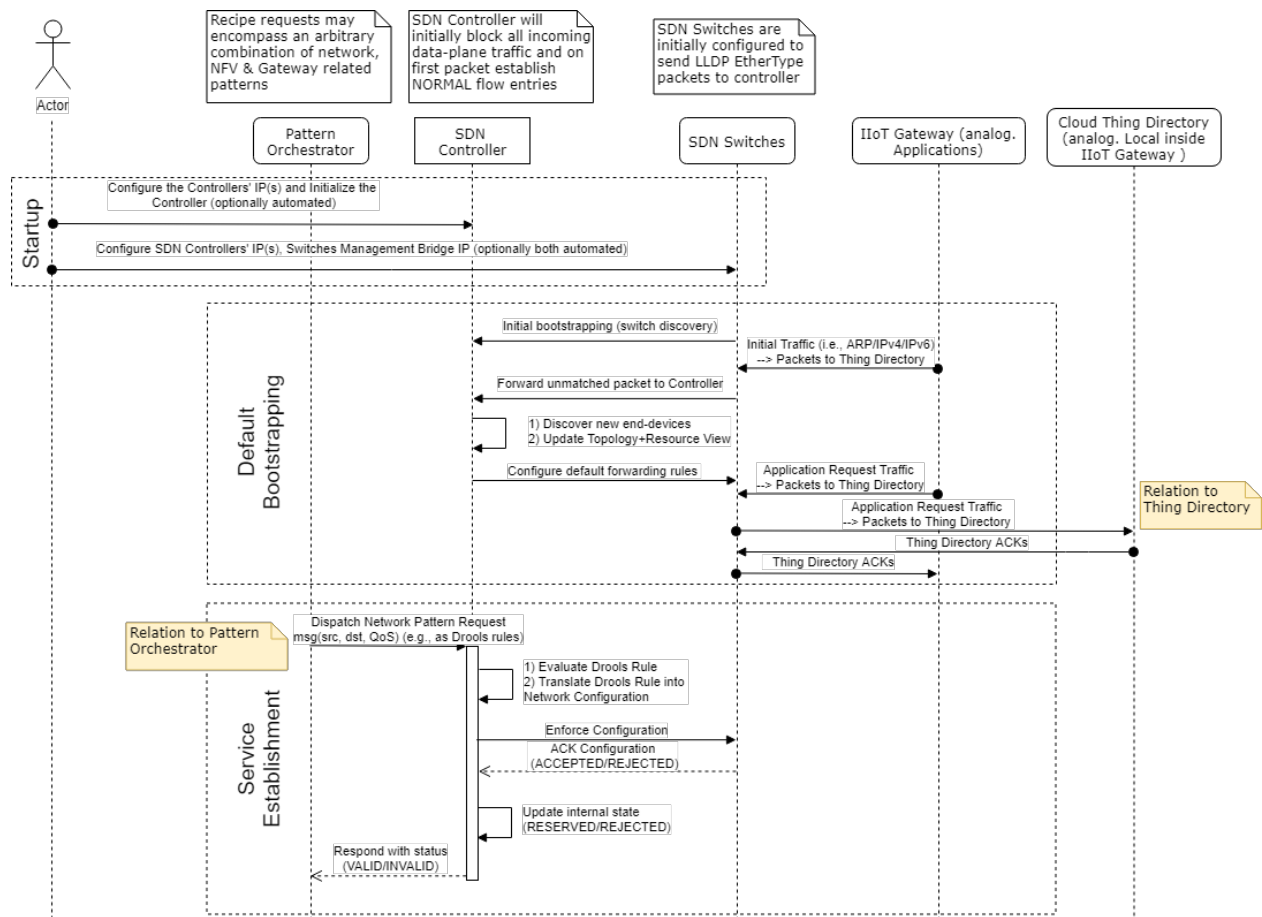 Recipe requests may
encompass an arbitrary
combination of network,
NFV & Gateway related
patterns
SDN Controller will
initially block all incoming
data-plane traffic and on
first packet establish
NORMAL flow entries
SDN Switches are
initially configured to
send LLDP EtherType
packets to controller
Actor
Pattern
Orchestrator
SDN
Controller
SDN Switches
IIoT Gateway (analog.
Applications)
Cloud Thing Directory
(analog. Local inside
IIoT Gateway )
Startup
Configure the Controllers' IP(s) and Initialize the
Controller (optionally automated)
Configure SDN Controllers' IP(s), Switches Management Bridge IP (optionally both automated)
Default
Bootstrapping
Initial bootstrapping (switch discovery)
Initial Traffic (i.e., ARP/IPv4/IPv6)
--> Packets to Thing Directory
Forward unmatched packet to Controller
1) Discover new end-devices
2) Update Topology+Resource View
Configure default forwarding rules
Application Request Traffic
--> Packets to Thing Directory
Relation to
Thing Directory
Application Request Traffic
--> Packets to Thing Directory
Thing Directory ACKs
Thing Directory ACKs
Service
Establishment
Relation to Pattern
Orchestrator
Dispatch Network Pattern Request
msg(src, dst, QoS) (e.g., as Drools rules)
1) Evaluate Drools Rule
2) Translate Drools Rule into
Network Configuration
Enforce Configuration
ACK Configuration
(ACCEPTED/REJECTED)
Update internal state
(RESERVED/REJECTED)
Respond with status
(VALID/INVALID)